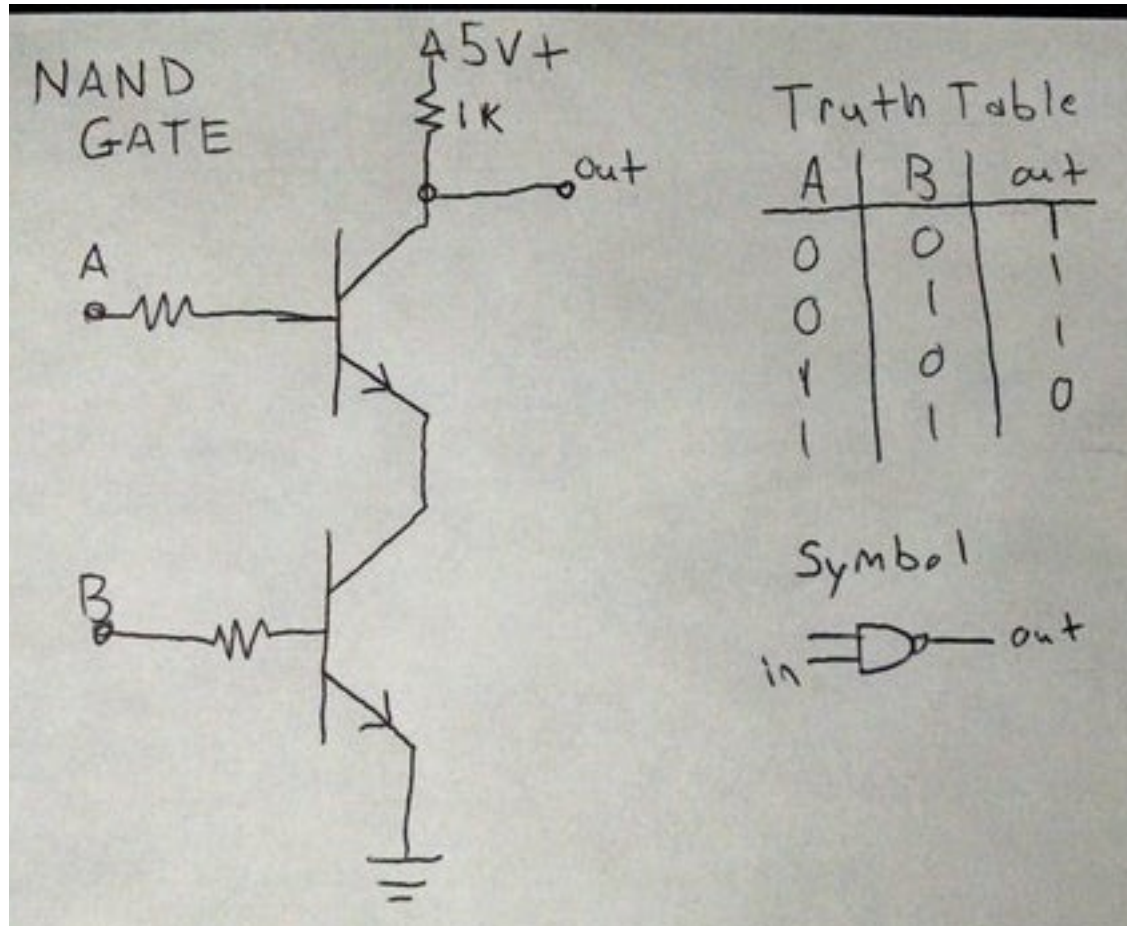 NAND
GATE
5V+
1K
out
A
B
Truth Table
A B out
0 0 1
0 1 1
1 0 1
1 1 0
Symbol
in
out